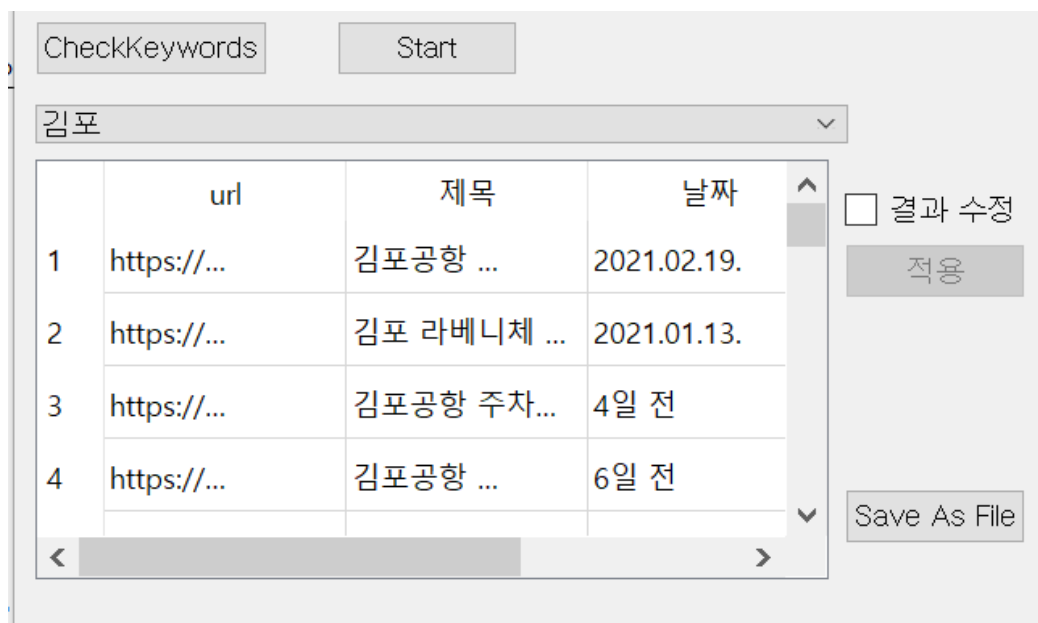 CheckKeywords Start
김포
url 제목 날짜
결과 수정
1 https://... 김포공항 ... 2021.02.19.
적용
2 https://... 김포 라베니체 ... 2021.01.13.
3 https://... 김포공항 주차... 4일 전
4 https://... 김포공항 ... 6일 전
Save As File